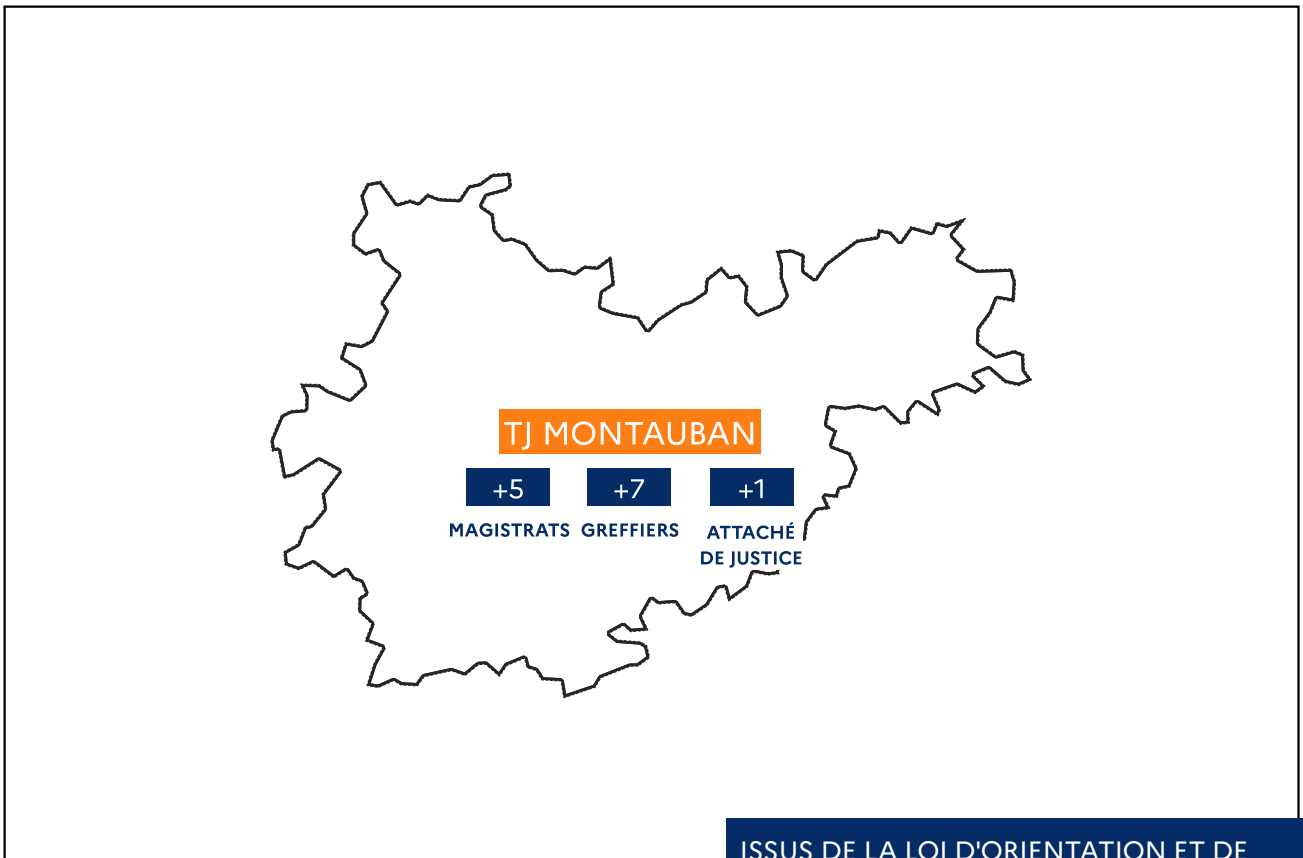 TJ MONTAUBAN
+5 +7 +1
MAGISTRATS GREFFIERS ATTACHÉ
DE JUSTICE
ISSUS DE LA LOI D'ORIENTATION ET DE